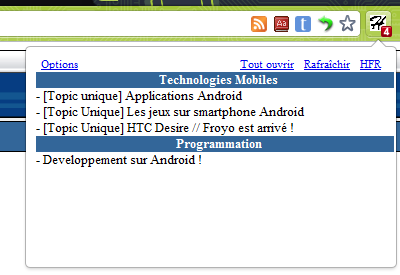 Aa t H 4
Options Tout ouvrir Rafraîchir HFR
Technologies Mobiles
- [Topic unique] Applications Android
- [Topic Unique] Les jeux sur smartphone Android
- [Topic Unique] HTC Desire // Froyo est arrivé !
Programmation
- Developpement sur Android !